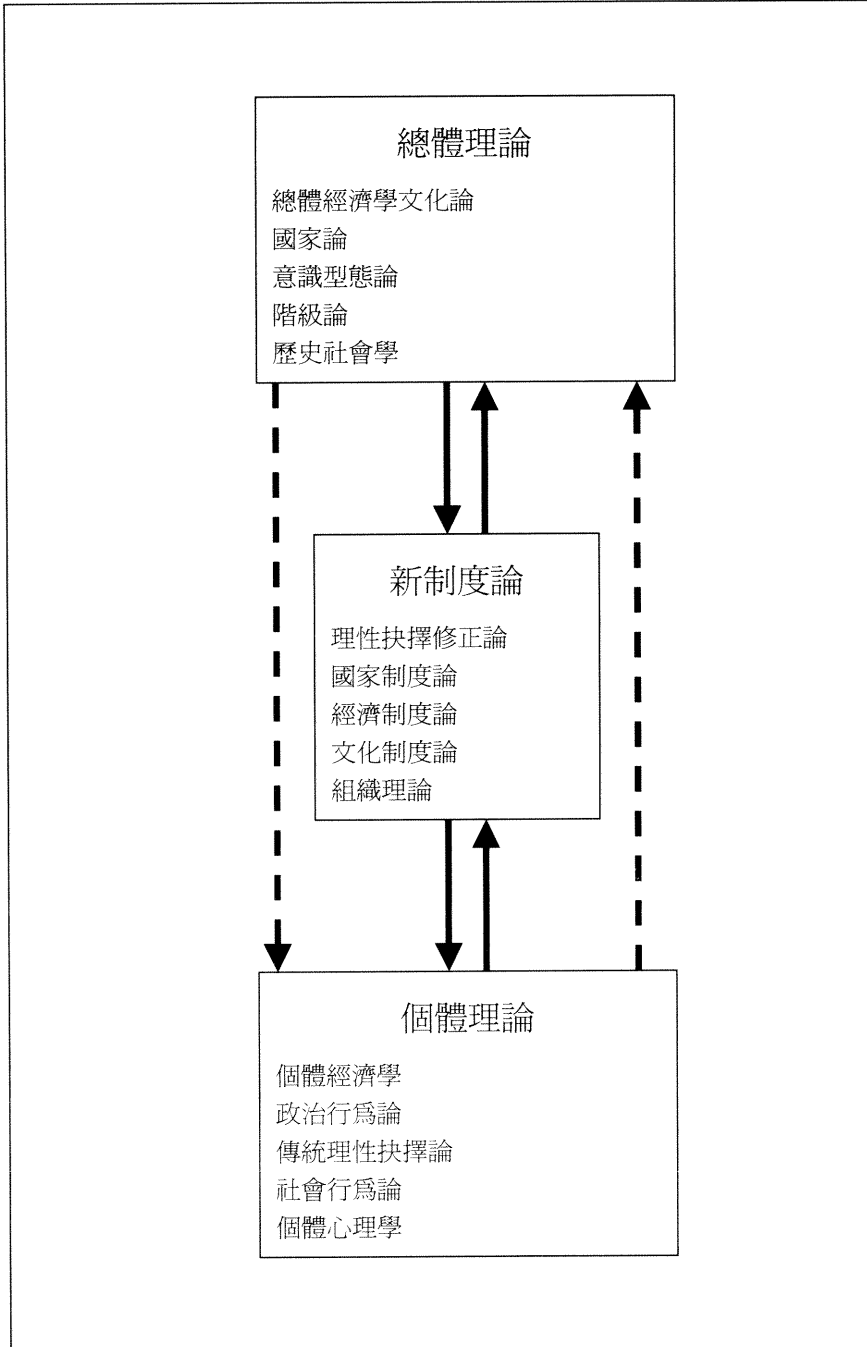 總體理論
總體經濟學文化論
國家論
意識型態論
階級論
歷史社會學
新制度論
理性抉擇修正論
國家制度論
經濟制度論
文化制度論
組織理論
個體理論
個體經濟學
政治行爲論
傳統理性抉擇論
社會行爲論
個體心理學